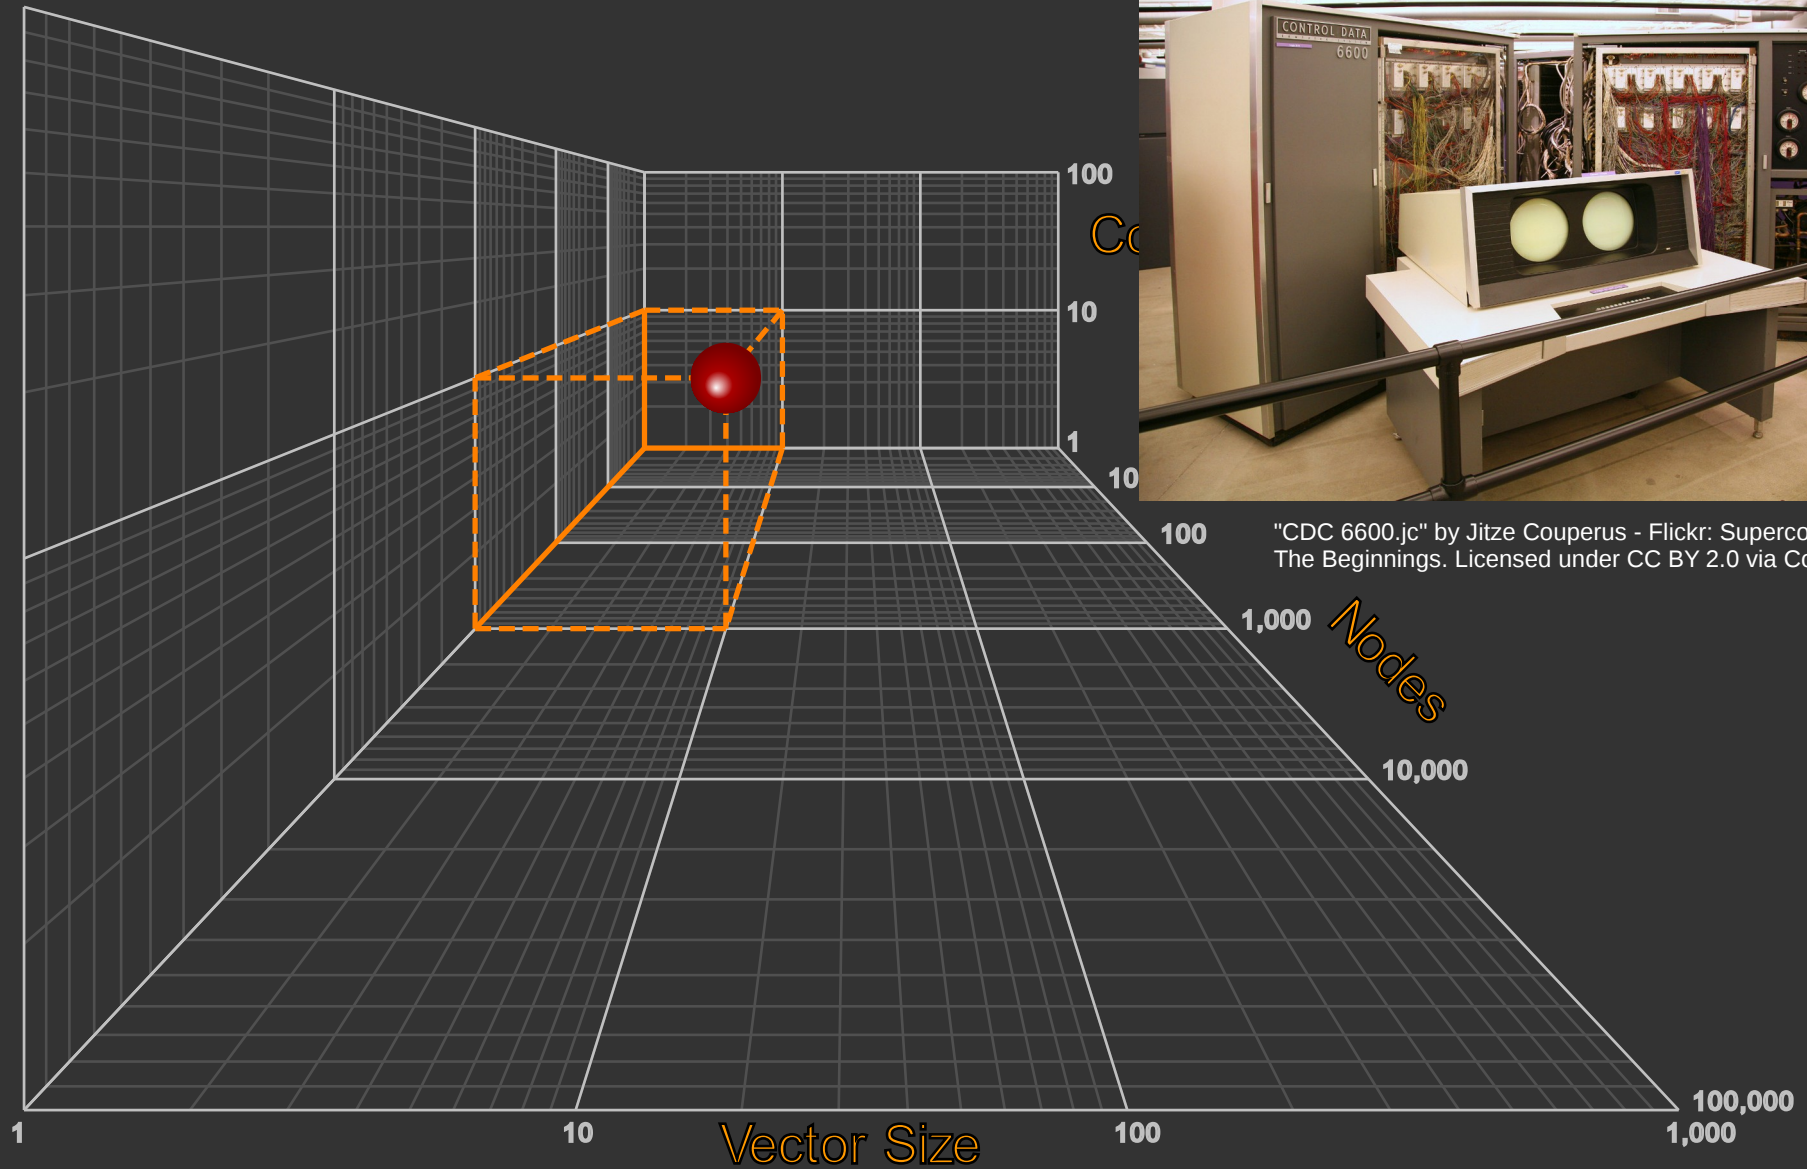 CONTROL DATA
6600
100
10
1
10
100
1,000
10,000
100,000
Nodes
"CDC 6600.jc" by Jitze Couperus - Flickr:
The Beginnings. Licensed under CC BY 2.0 via
1
10
100
1,000
Vector Size